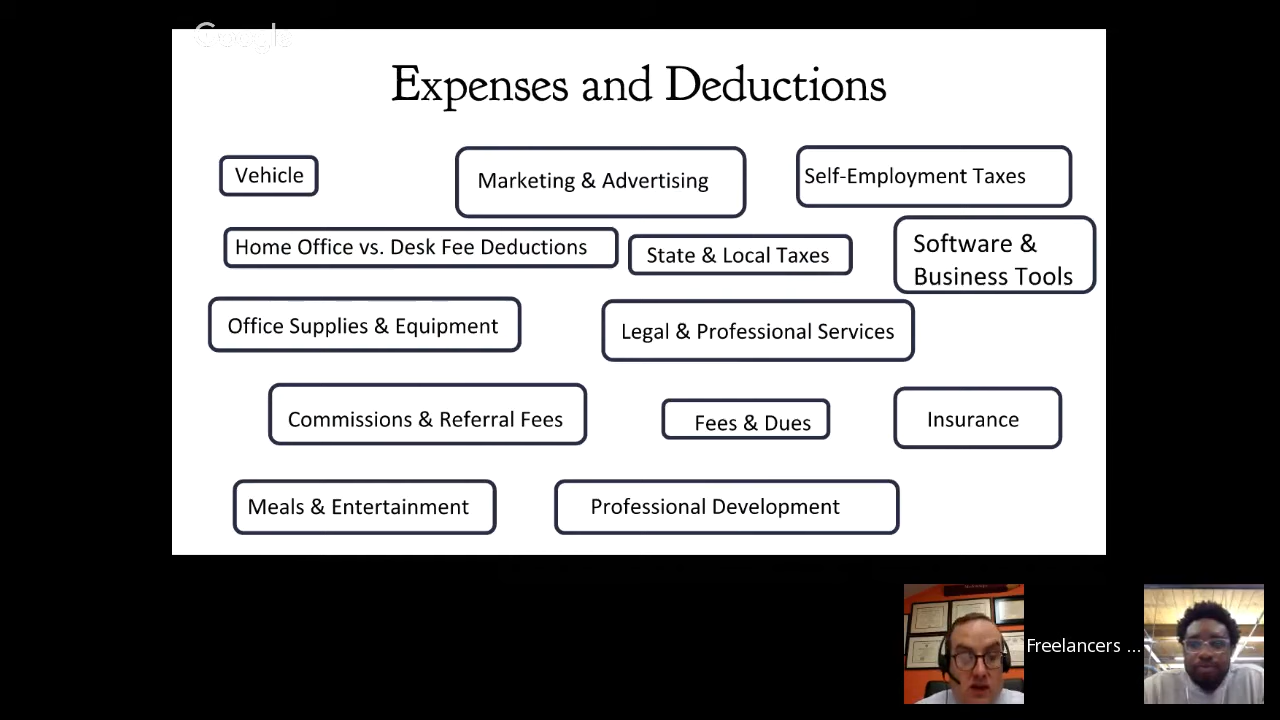 Google
Expenses and Deductions
Vehicle
Marketing & Advertising
Self-Employment Taxes
Home Office vs. Desk Fee Deductions
State & Local Taxes
Software &
Business Tools
Office Supplies & Equipment
Legal & Professional Services
Commissions & Referral Fees
Fees & Dues
Insurance
Meals & Entertainment
Professional Development
Freelancers ...